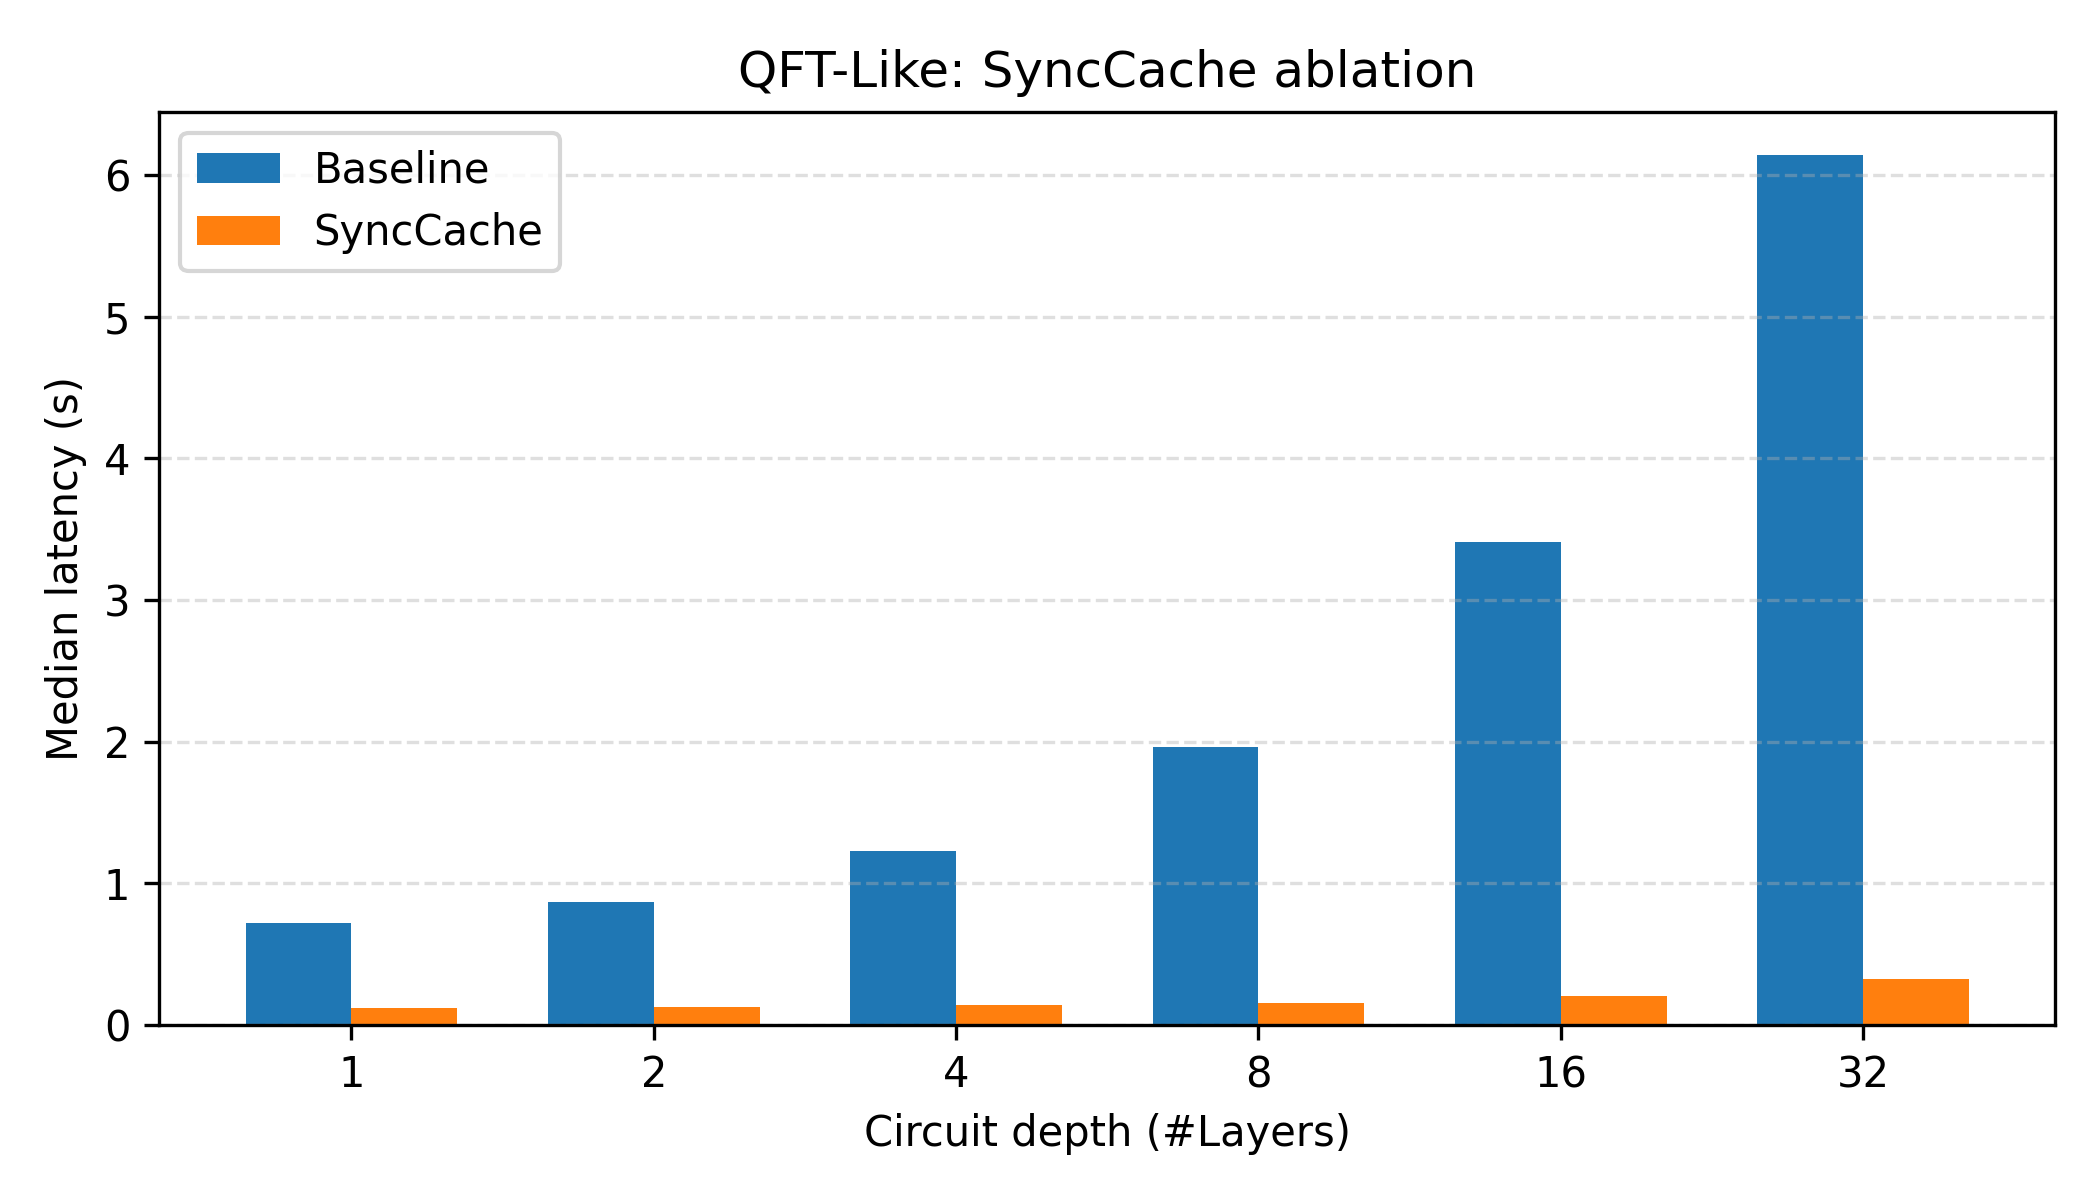 QFT-Like: SyncCache ablation
Baseline
SyncCache
Median latency (s)
6
5
4
3
2
1
0
1 2 4 8 16 32
Circuit depth (#Layers)